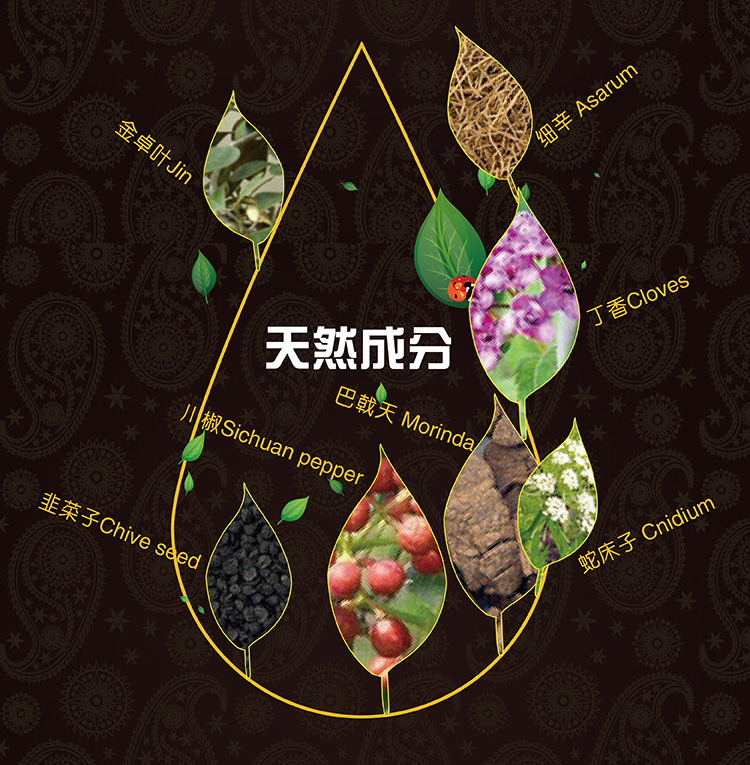 细辛 Asarum
金卓叶Jin
丁香Cloves
天然成分
巴戟天 Morinda
川椒Sichuan pepper
韭菜子Chive seed
蛇床子 Cnidium